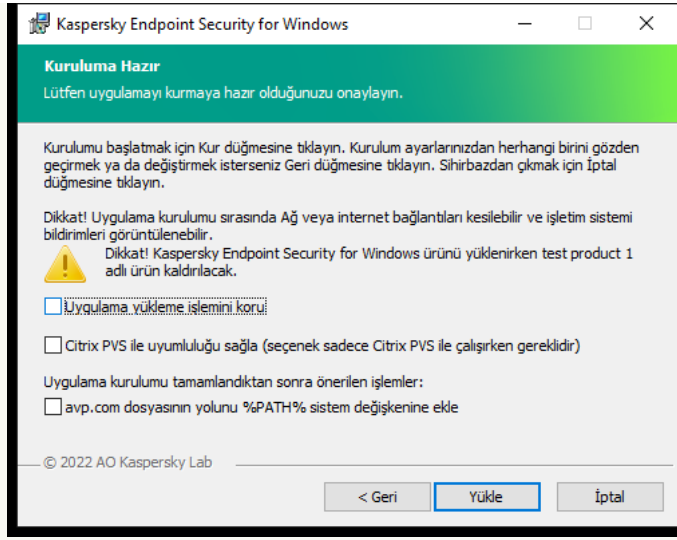 Kaspersky Endpoint Security for Windows
Kuruluma Hazır
Lütfen uygulamayı kurmaya hazır olduğunuzu onaylayın.
Kurulumu başlatmak için Kur düğmesine tıklayın. Kurulum ayarlarınızdan herhangi birini gözden
geçirmek ya da değiştirmek isterseniz Geri düğmesine tıklayın. Sihirbazdan çıkmak için İptal
düğmesine tıklayın.
Dikkat! Uygulama kurulumu sırasında Ağ veya internet bağlantıları kesilebilir ve işletim sistemi
bildirimleri görüntülenebilir.
Dikkat! Kaspersky Endpoint Security for Windows ürünü yüklenirken test product 1
adlı ürün kaldırılacak.
Uygulama yükleme işlemini koru
Citrix PVS ile uyumluluğu sağla (seçenek sadece Citrix PVS ile çalışırken gereklidir)
Uygulama kurulumu tamamlandıktan sonra önerilen işlemler:
avp.com dosyasının yolunu %PATH% sistem değişkenine ekle
© 2022 AO Kaspersky Lab
< Geri
Yükle
İptal